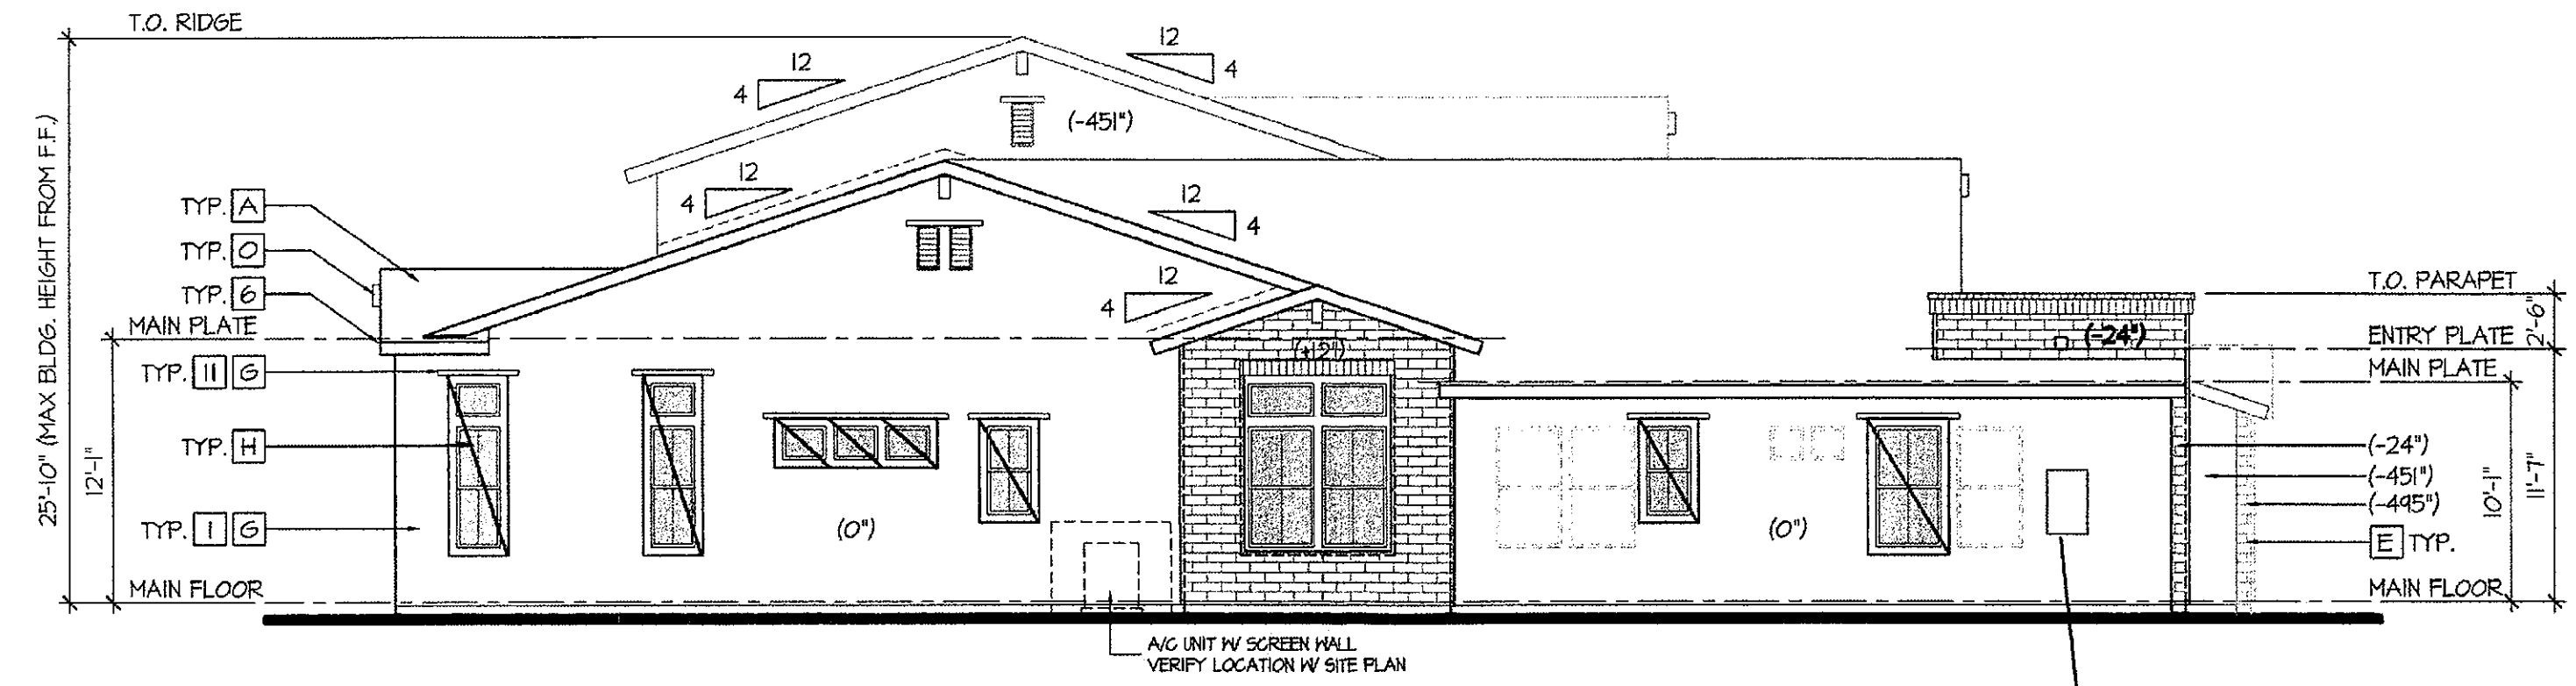 T.O. RIDGE
12
4
12
4
(-451")
12
4
12
4
12
4
25'-10" (MAX BLDG. HEIGHT FROM F.F.)
12'-1"
TYP. A
TYP. O
TYP. 6
MAIN PLATE
TYP. 11 G
TYP. H
TYP. 1 G
MAIN FLOOR
(+12")
(0")
(0")
(-24")
T.O. PARAPET
2'-6"
ENTRY PLATE
MAIN PLATE
(-24")
(-451")
(-495")
E TYP.
10'-1"
11'-7"
MAIN FLOOR
A/C UNIT W/ SCREEN WALL
VERIFY LOCATION W/ SITE PLAN